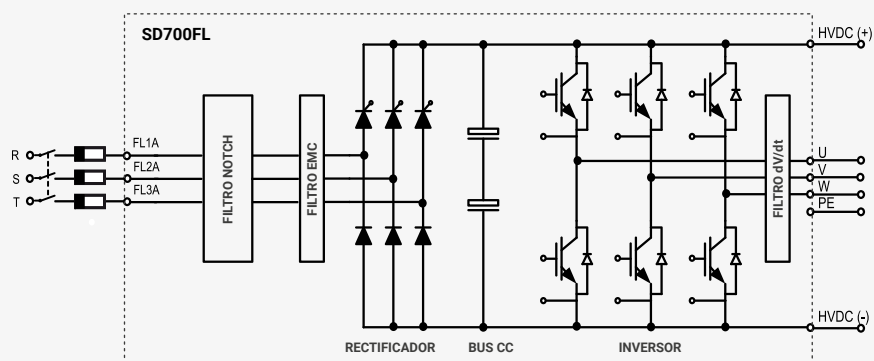 SD700FL
HVDC (+)
R
FL1A
S
FL2A
T
FL3A
FILTRO NOTCH
FILTRO EMC
FILTRO dV/dt
U
V
W
PE
HVDC (-)
RECTIFICADOR
BUS CC
INVERSOR